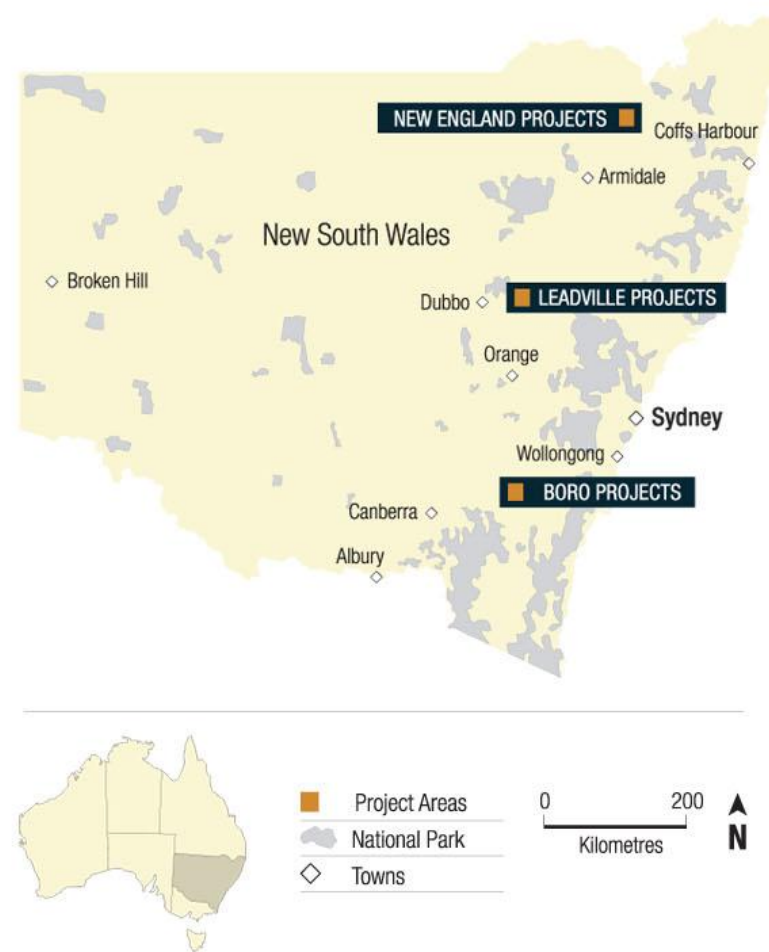 NEW ENGLAND PROJECTS
Coffs Harbour
Armidale
New South Wales
Broken Hill
Dubbo
LEADVILLE PROJECTS
Orange
Sydney
Wollongong
BORO PROJECTS
Canberra
Albury
Project Areas
National Park
Towns
0 200
Kilometres
N